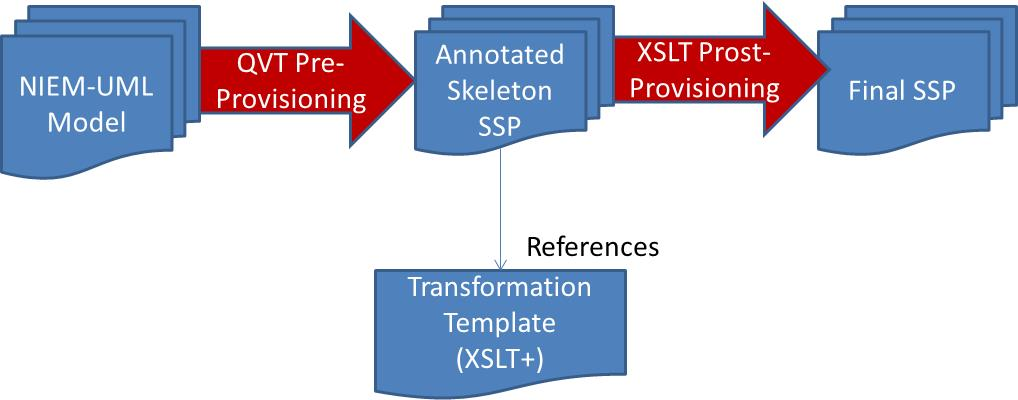 NIEM-UML
Model
QVT Pre-
Provisioning
Annotated
Skeleton
SSP
XSLT Prost-
Provisioning
Final SSP
References
Transformation
Template
(XSLT+)